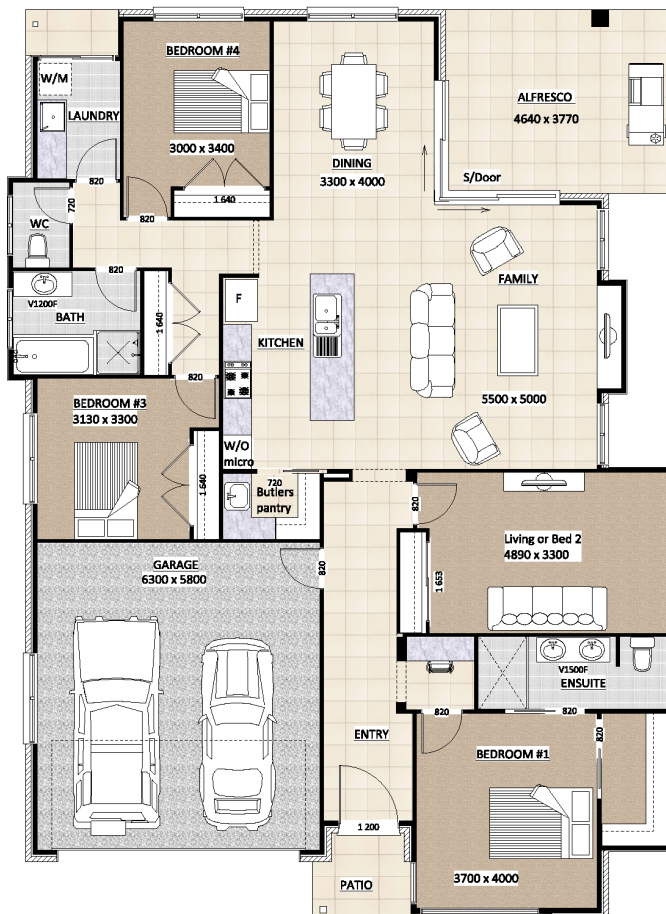 BEDROOM #4
W/M
LAUNDRY
3000 x 3400
DINING
3300 x 4000
ALFRESCO
4640 x 3770
S/Door
820
720
820
1 640
WC
820
V1200F
BATH
1 640
F
KITCHEN
FAMILY
820
BEDROOM #3
3130 x 3300
5500 x 5000
W/O
micro
1 640
720
Butlers
pantry
820
Living or Bed 2
4890 x 3300
GARAGE
6300 x 5800
820
1 653
V1500F
ENSUITE
820
820
820
ENTRY
BEDROOM #1
1 200
3700 x 4000
PATIO